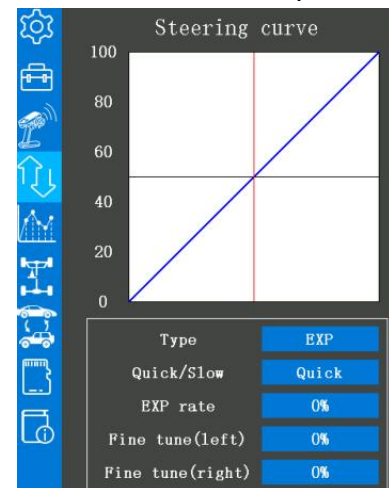 Steering curve
100
80
60
40
20
0
Type EXP
Quick/Slow Quick
EXP rate 0%
Fine tune(left) 0%
Fine tune(right) 0%